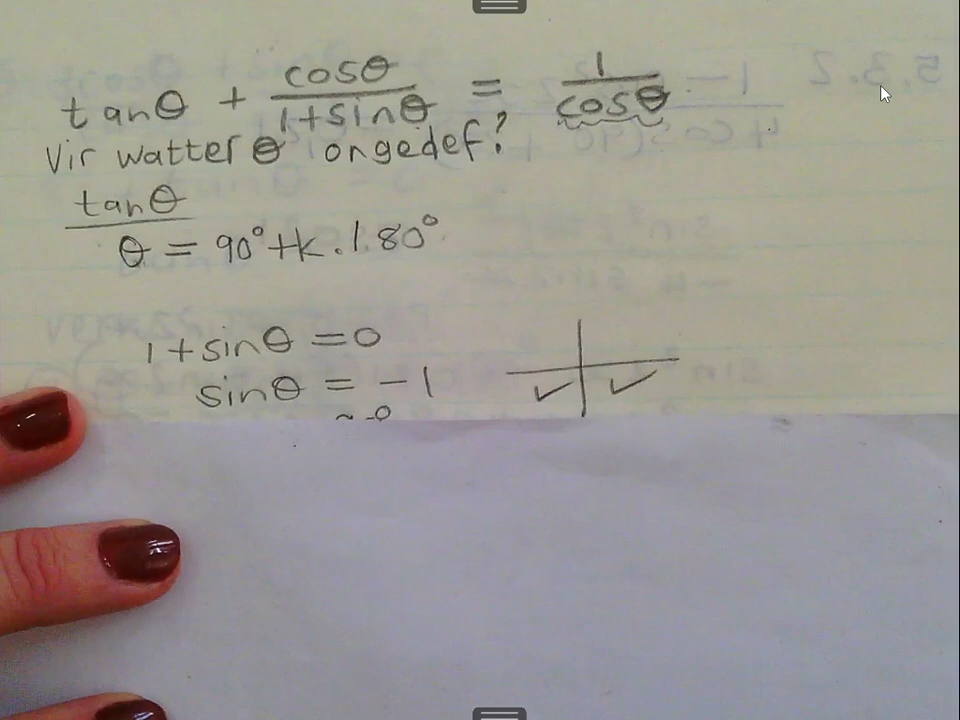 tanθ + cosθ / 1+sinθ = 1 / cosθ
Vir watter θ ongedef?
tanθ
θ = 90°+k.180°
1+sinθ = 0
sinθ = -1